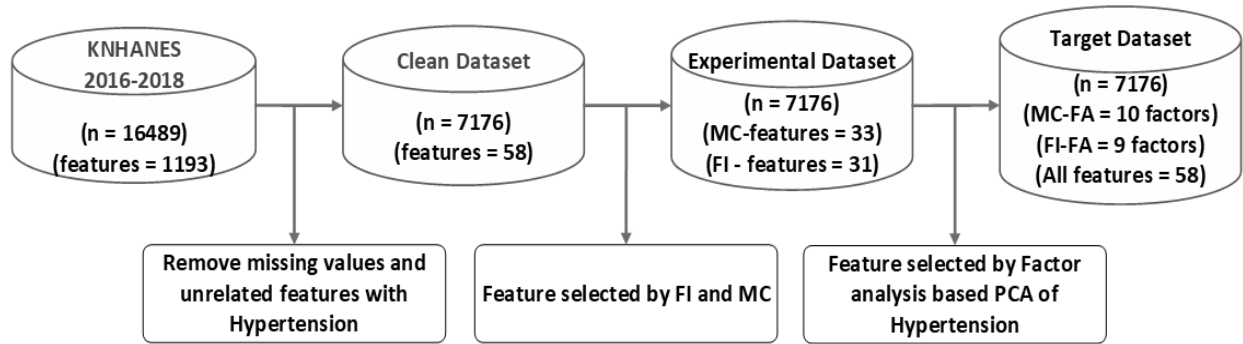 KNHANES
2016-2018
(n = 16489)
(features = 1193)
Clean Dataset
(n = 7176)
(features = 58)
Experimental Dataset
(n = 7176)
(MC-features = 33)
(FI - features = 31)
Target Dataset
(n = 7176)
(MC-FA = 10 factors)
(FI-FA = 9 factors)
(All features = 58)
Remove missing values and
unrelated features with
Hypertension
Feature selected by FI and MC
Feature selected by Factor
analysis based PCA of
Hypertension